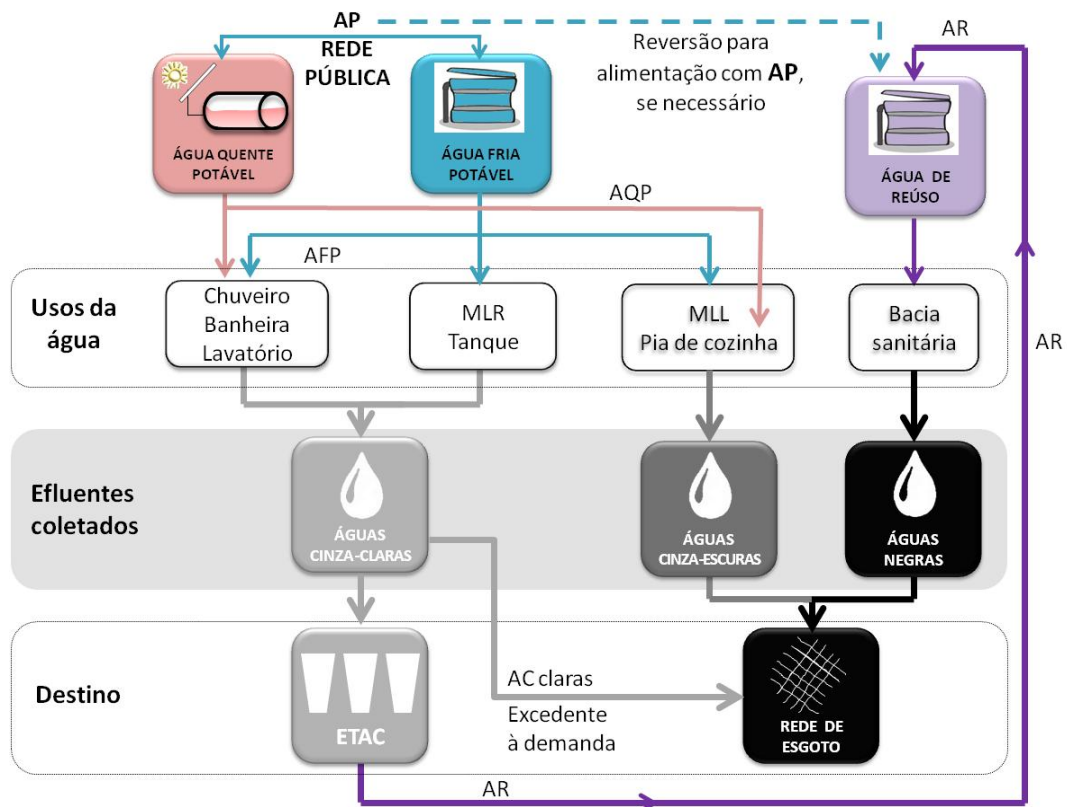 AP
REDE
PÚBLICA
Reversão para
alimentação com AP,
se necessário
AR
ÁGUA QUENTE
POTÁVEL
ÁGUA FRIA
POTÁVEL
ÁGUA DE
REÚSO
AQP
AFP
Usos da
água
Chuveiro
Banheira
Lavatório
MLR
Tanque
MLL
Pia de cozinha
Bacia
sanitária
AR
Efluentes
coletados
ÁGUAS
CINZA-CLARAS
ÁGUAS
CINZA-ESCURAS
ÁGUAS
NEGRAS
Destino
ETAC
AC claras
Excedente
à demanda
REDE DE
ESGOTO
AR